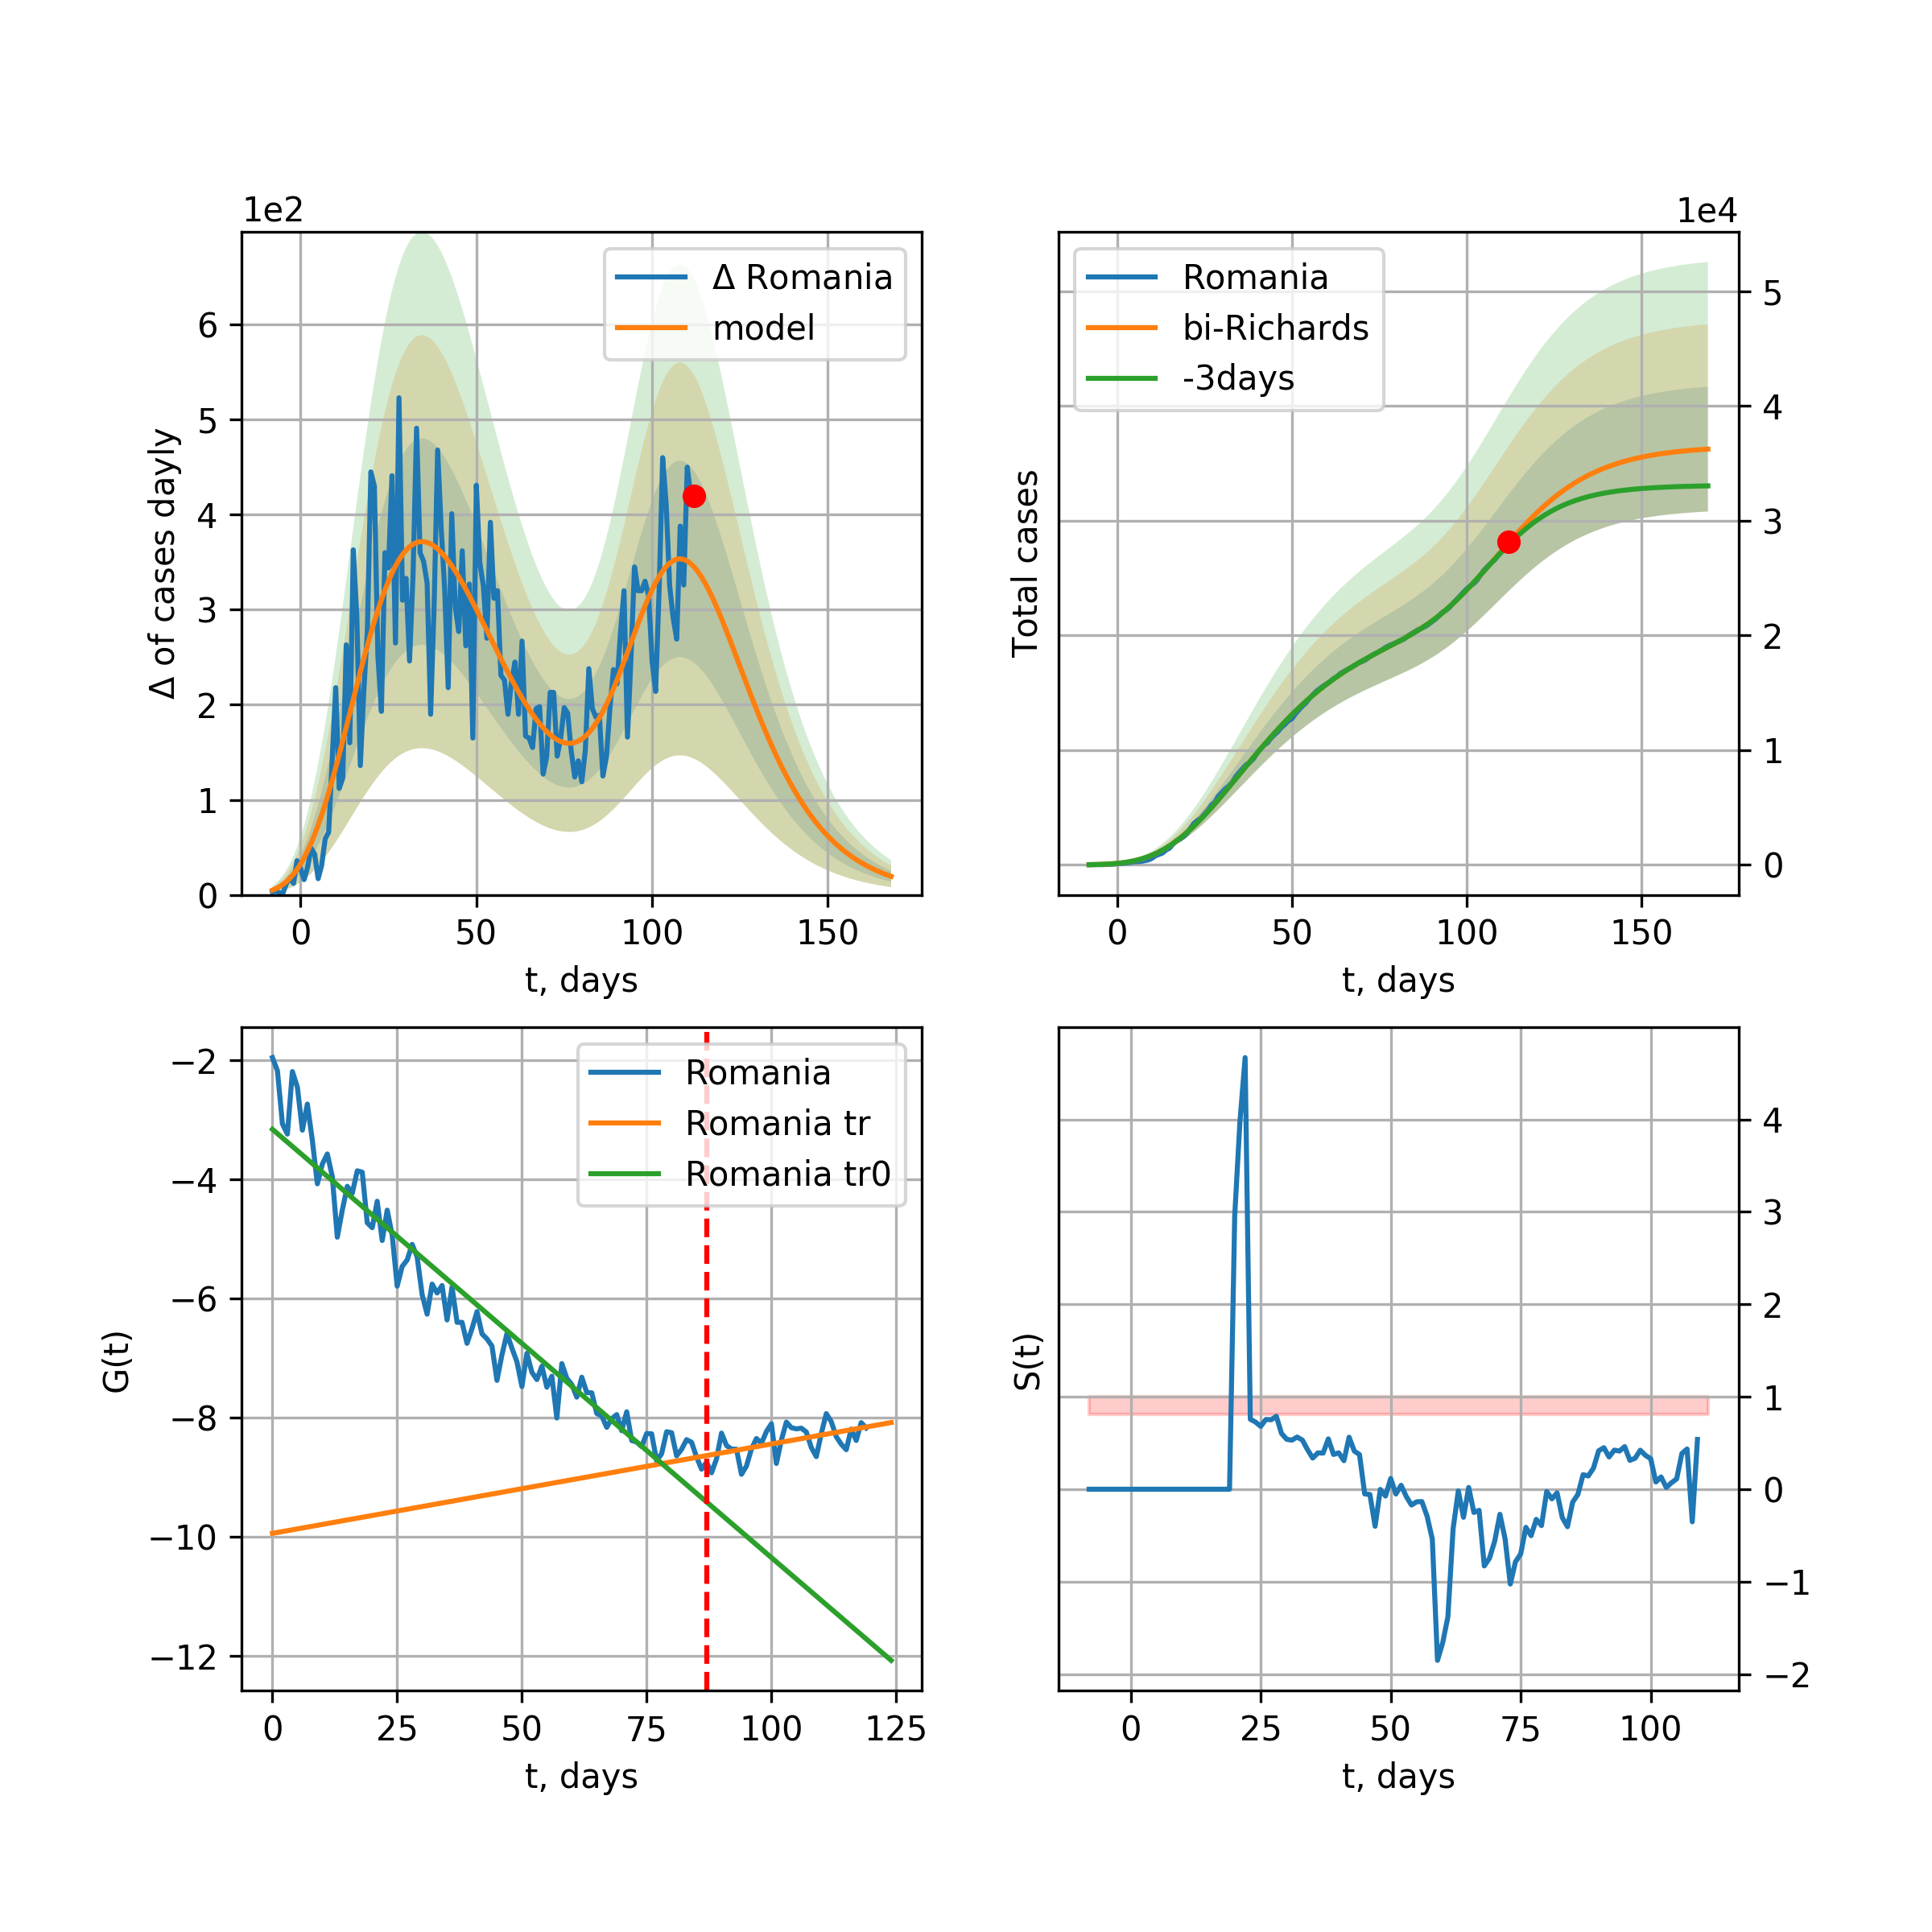 1e2
Δ of cases dayly
6
5
4
3
2
1
0
Δ Romania
model
0 50 100 150
t, days
1e4
Total cases
Romania
bi-Richards
-3days
5
4
3
2
1
0
0 50 100 150
t, days
G(t)
−2
−4
−6
−8
−10
−12
Romania
Romania tr
Romania tr0
0 25 50 75 100 125
t, days
S(t)
4
3
2
1
0
−1
−2
0 25 50 75 100
t, days